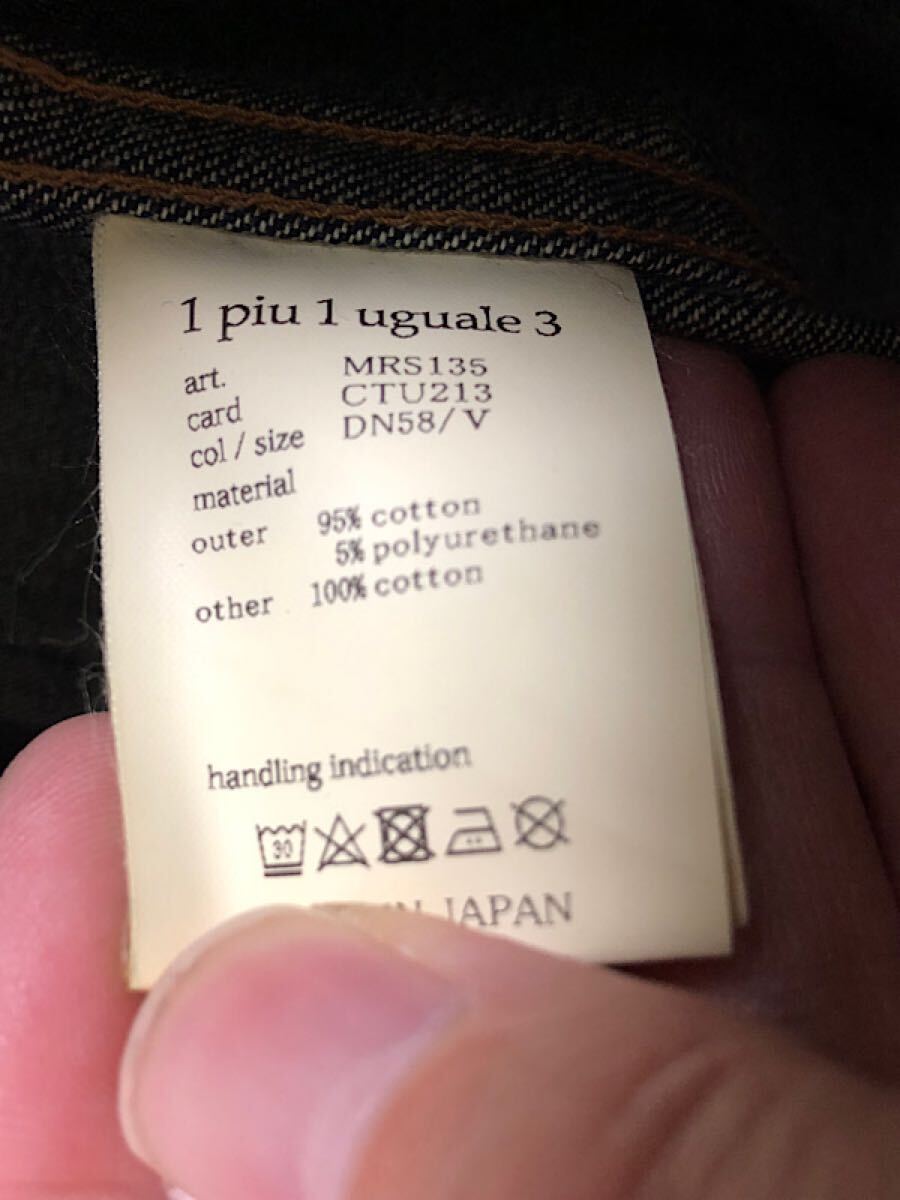 1 piu 1 uguale 3
art. MRS135
card CTU213
col / size DN58/V
material
outer 95% cotton
5% polyurethane
other 100% cotton
handling indication
30
JAPAN